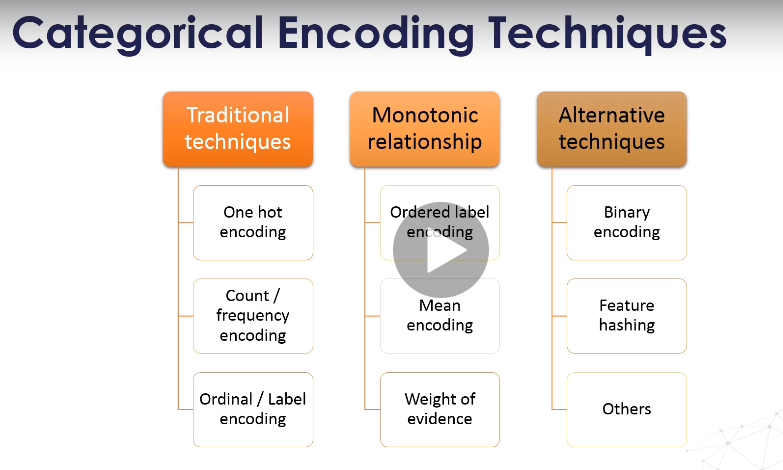 Categorical Encoding Techniques
Traditional
techniques
One hot
encoding
Count /
frequency
encoding
Ordinal / Label
encoding
Monotonic
relationship
Ordered label
encoding
Mean
encoding
Weight of
evidence
Alternative
techniques
Binary
encoding
Feature
hashing
Others